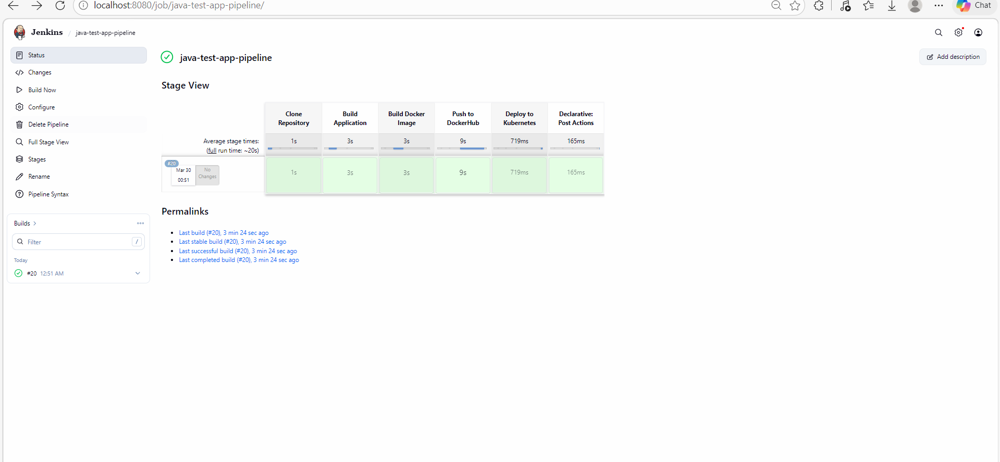 localhost:8080/job/java-test-app-pipeline/
Chat
Jenkins / java-test-app-pipeline
Status
Changes
Build Now
Configure
Delete Pipeline
Full Stage View
Stages
Rename
Pipeline Syntax
Builds
Filter
/
Today
#20 12:51 AM
java-test-app-pipeline
Add description
Stage View
Clone
Repository
Build
Application
Build Docker
Image
Push to
DockerHub
Deploy to
Kubernetes
Declarative:
Post Actions
Average stage times:
(full run time: ~20s)
1s
3s
3s
9s
719ms
165ms
#20
Mar 30
00:51
No
Changes
1s
3s
3s
9s
719ms
165ms
Permalinks
Last build (#20), 3 min 24 sec ago
Last stable build (#20), 3 min 24 sec ago
Last successful build (#20), 3 min 24 sec ago
Last completed build (#20), 3 min 24 sec ago